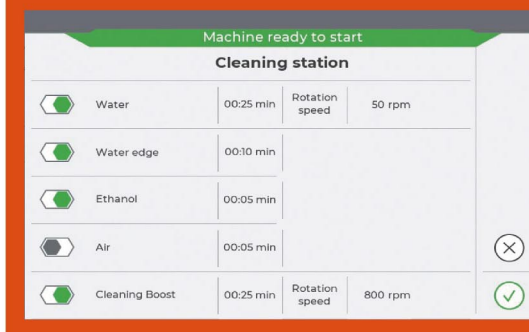 Machine ready to start
Cleaning station
Water 00:25 min Rotation speed 50 rpm
Water edge 00:10 min
Ethanol 00:05 min
Air 00:05 min
Cleaning Boost 00:25 min Rotation speed 800 rpm